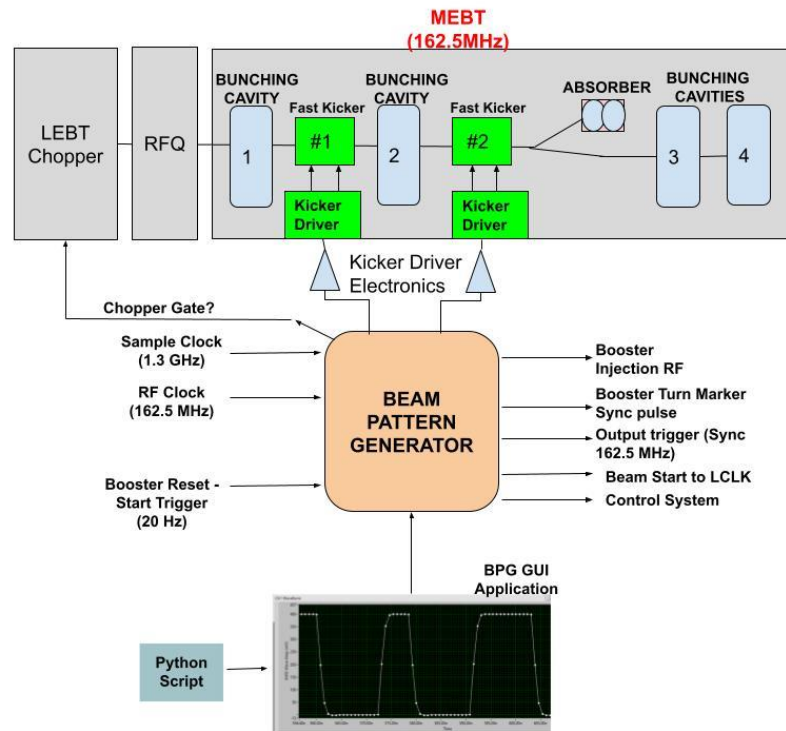 MEBT
(162.5MHz)
BUNCHING
CAVITY
BUNCHING
CAVITY
ABSORBER
BUNCHING
CAVITIES
Fast Kicker
Fast Kicker
LEBT
Chopper
RFQ
1
#1
2
#2
3
4
Kicker
Driver
Kicker
Driver
Kicker Driver
Electronics
Chopper Gate?
Sample Clock
(1.3 GHz)
RF Clock
(162.5 MHz)
Booster Reset -
Start Trigger
(20 Hz)
BEAM
PATTERN
GENERATOR
Booster
Injection RF
Booster Turn Marker
Sync pulse
Output trigger (Sync
162.5 MHz)
Beam Start to LCLK
Control System
BPG GUI
Application
Python
Script
Time